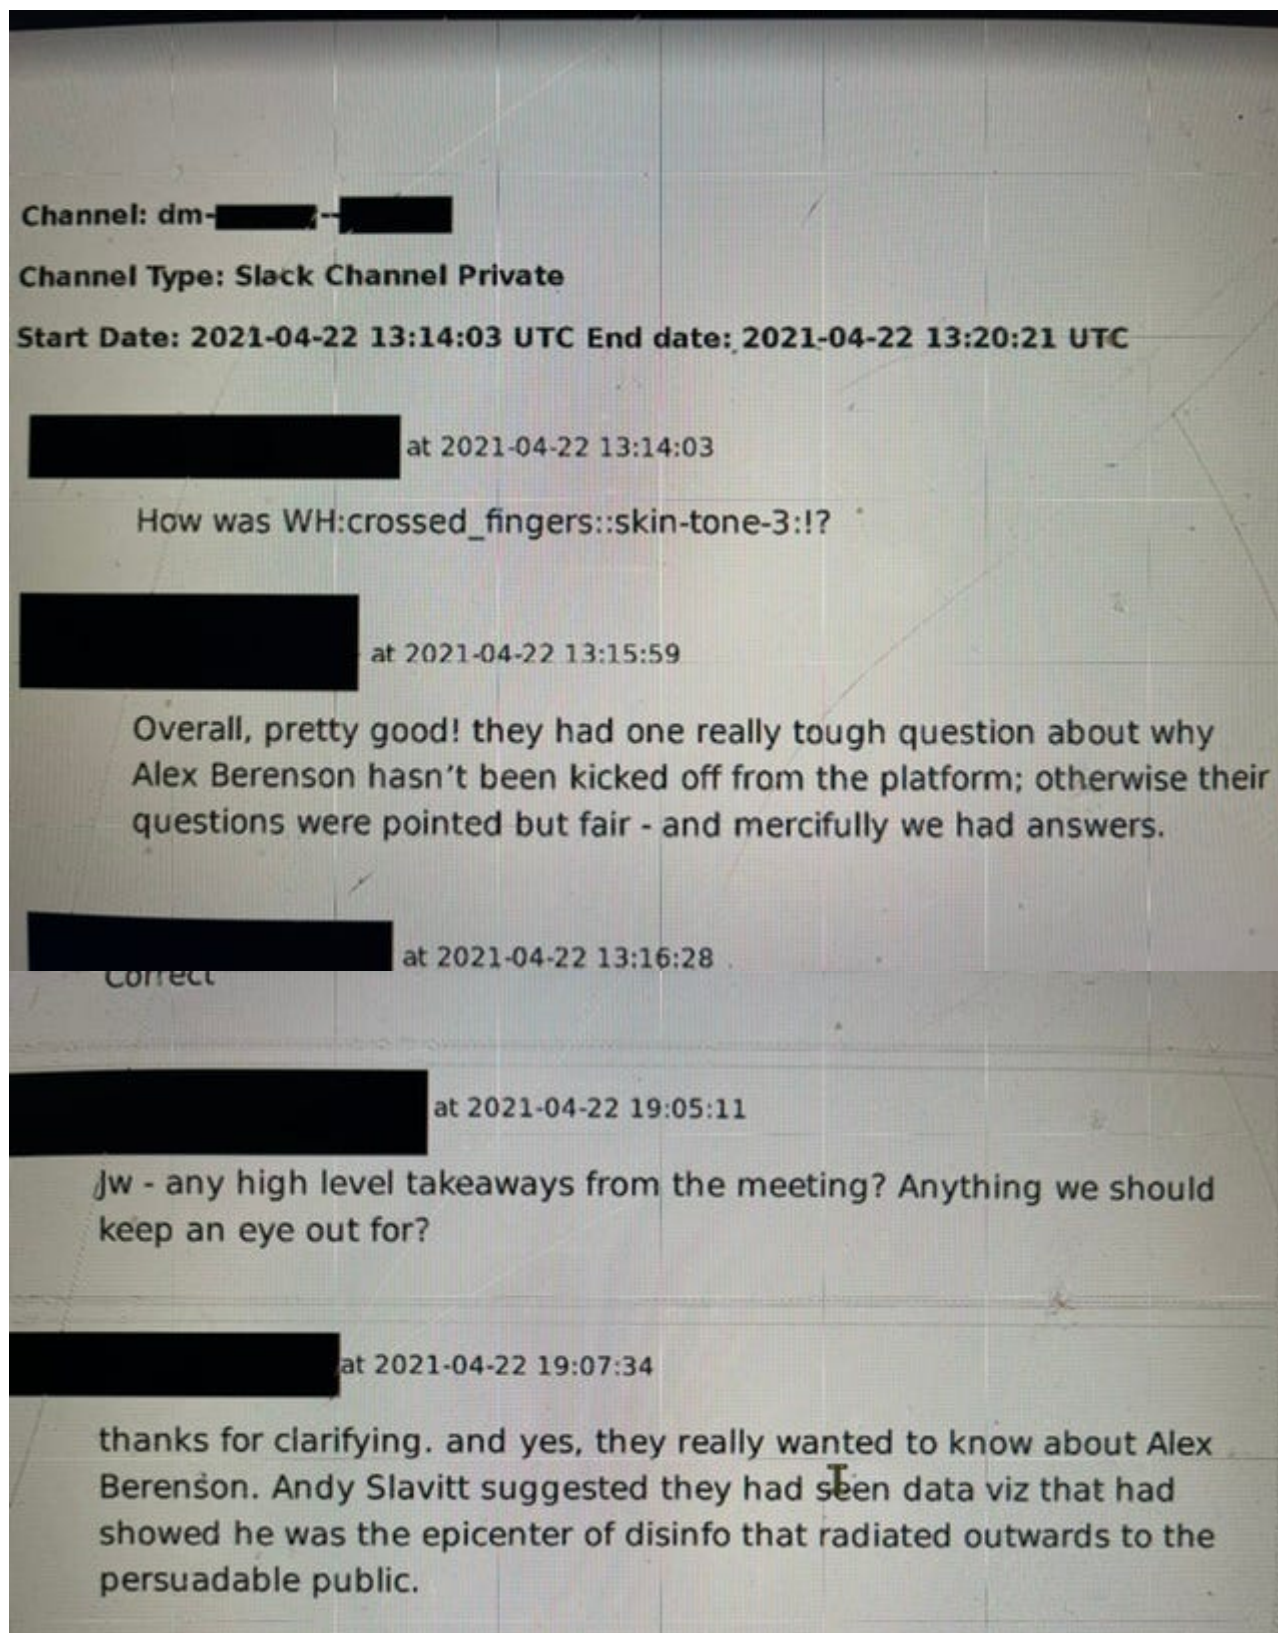 Channel: dm- --
Channel Type: Slack Channel Private
Start Date: 2021-04-22 13:14:03 UTC End date: 2021-04-22 13:20:21 UTC
at 2021-04-22 13:14:03
How was WH:crossed_fingers::skin-tone-3:!?
at 2021-04-22 13:15:59
Overall, pretty good! they had one really tough question about why
Alex Berenson hasn't been kicked off from the platform; otherwise their
questions were pointed but fair - and mercifully we had answers.
at 2021-04-22 13:16:28
Correct
at 2021-04-22 19:05:11
Jw - any high level takeaways from the meeting? Anything we should
keep an eye out for?
at 2021-04-22 19:07:34
thanks for clarifying. and yes, they really wanted to know about Alex
Berenson. Andy Slavitt suggested they had seen data viz that had
showed he was the epicenter of disinfo that radiated outwards to the
persuadable public.